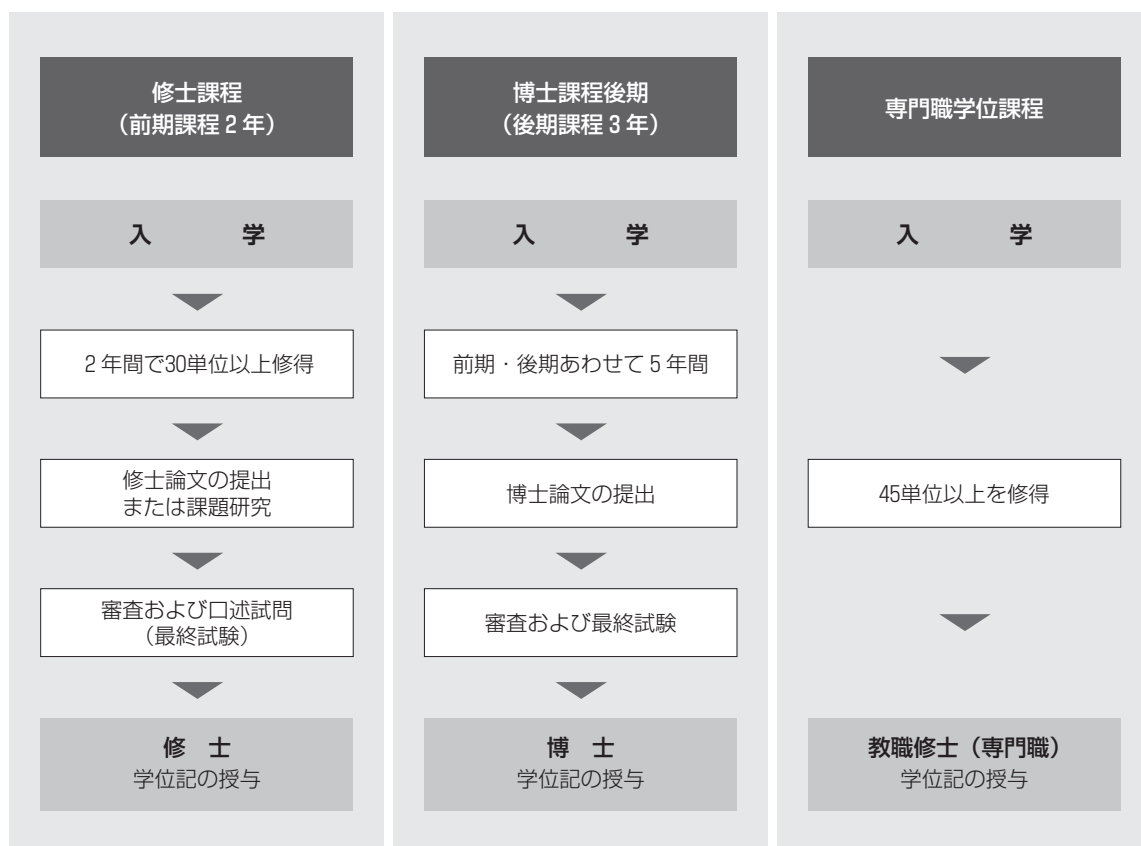 修士課程
(前期課程2年)
入　学
2年間で30単位以上修得
修士論文の提出
または課題研究
審査および口述試問
(最終試験)
修 士
学位記の授与
博士課程後期
(後期課程3年)
入　学
前期・後期あわせて5年間
博士論文の提出
審査および最終試験
博 士
学位記の授与
専門職学位課程
入　学
45単位以上を修得
教職修士(専門職)
学位記の授与